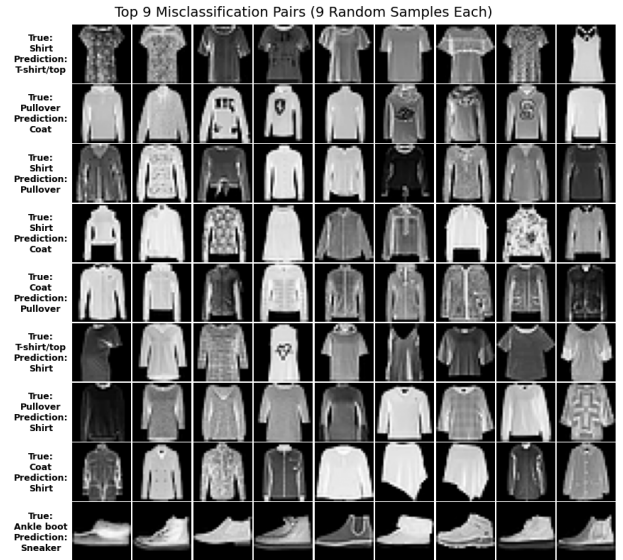 Top 9 Misclassification Pairs (9 Random Samples Each)
True:
Shirt
Prediction:
T-shirt/top
True:
Pullover
Prediction:
Coat
True:
Shirt
Prediction:
Pullover
True:
Shirt
Prediction:
Coat
True:
Coat
Prediction:
Pullover
True:
T-shirt/top
Prediction:
Shirt
True:
Pullover
Prediction:
Shirt
True:
Coat
Prediction:
Shirt
True:
Ankle boot
Prediction:
Sneaker